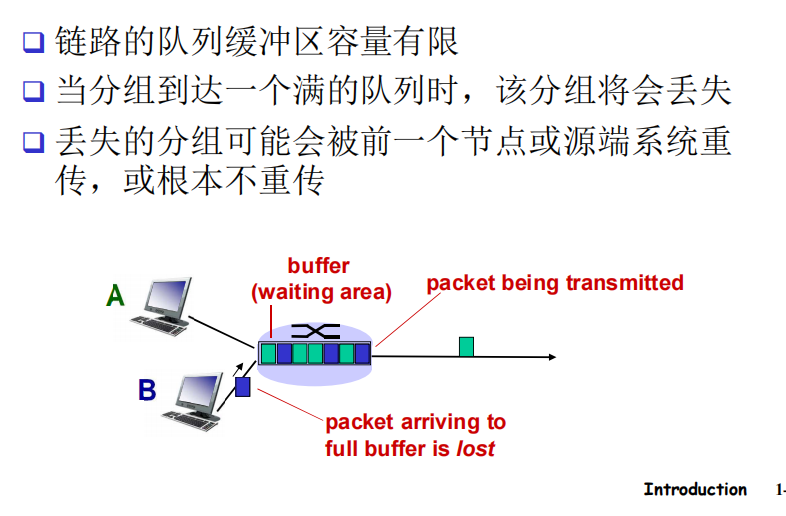 链路的队列缓冲区容量有限
当分组到达一个满的队列时，该分组将会丢失
丢失的分组可能会被前一个节点或源端系统重
传，或根本不重传
buffer
(waiting area)
packet being transmitted
A
B
packet arriving to
full buffer is lost
Introduction 1-